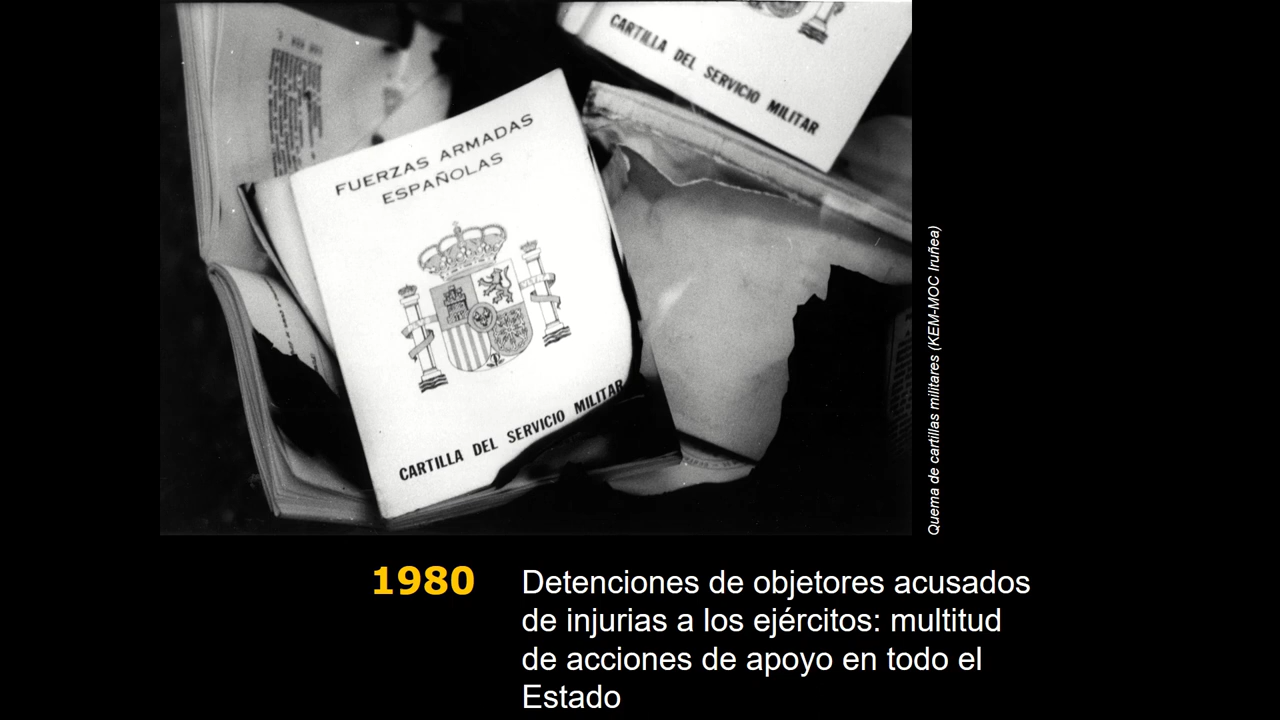 CARTILLA DEL SERVICIO MILITAR
FUERZAS ARMADAS
ESPAÑOLAS
CARTILLA DEL SERVICIO MILITAR
Quema de cartillas militares (KEM-MOC Iruñea)
1980
Detenciones de objetores acusados
de injurias a los ejércitos: multitud
de acciones de apoyo en todo el
Estado